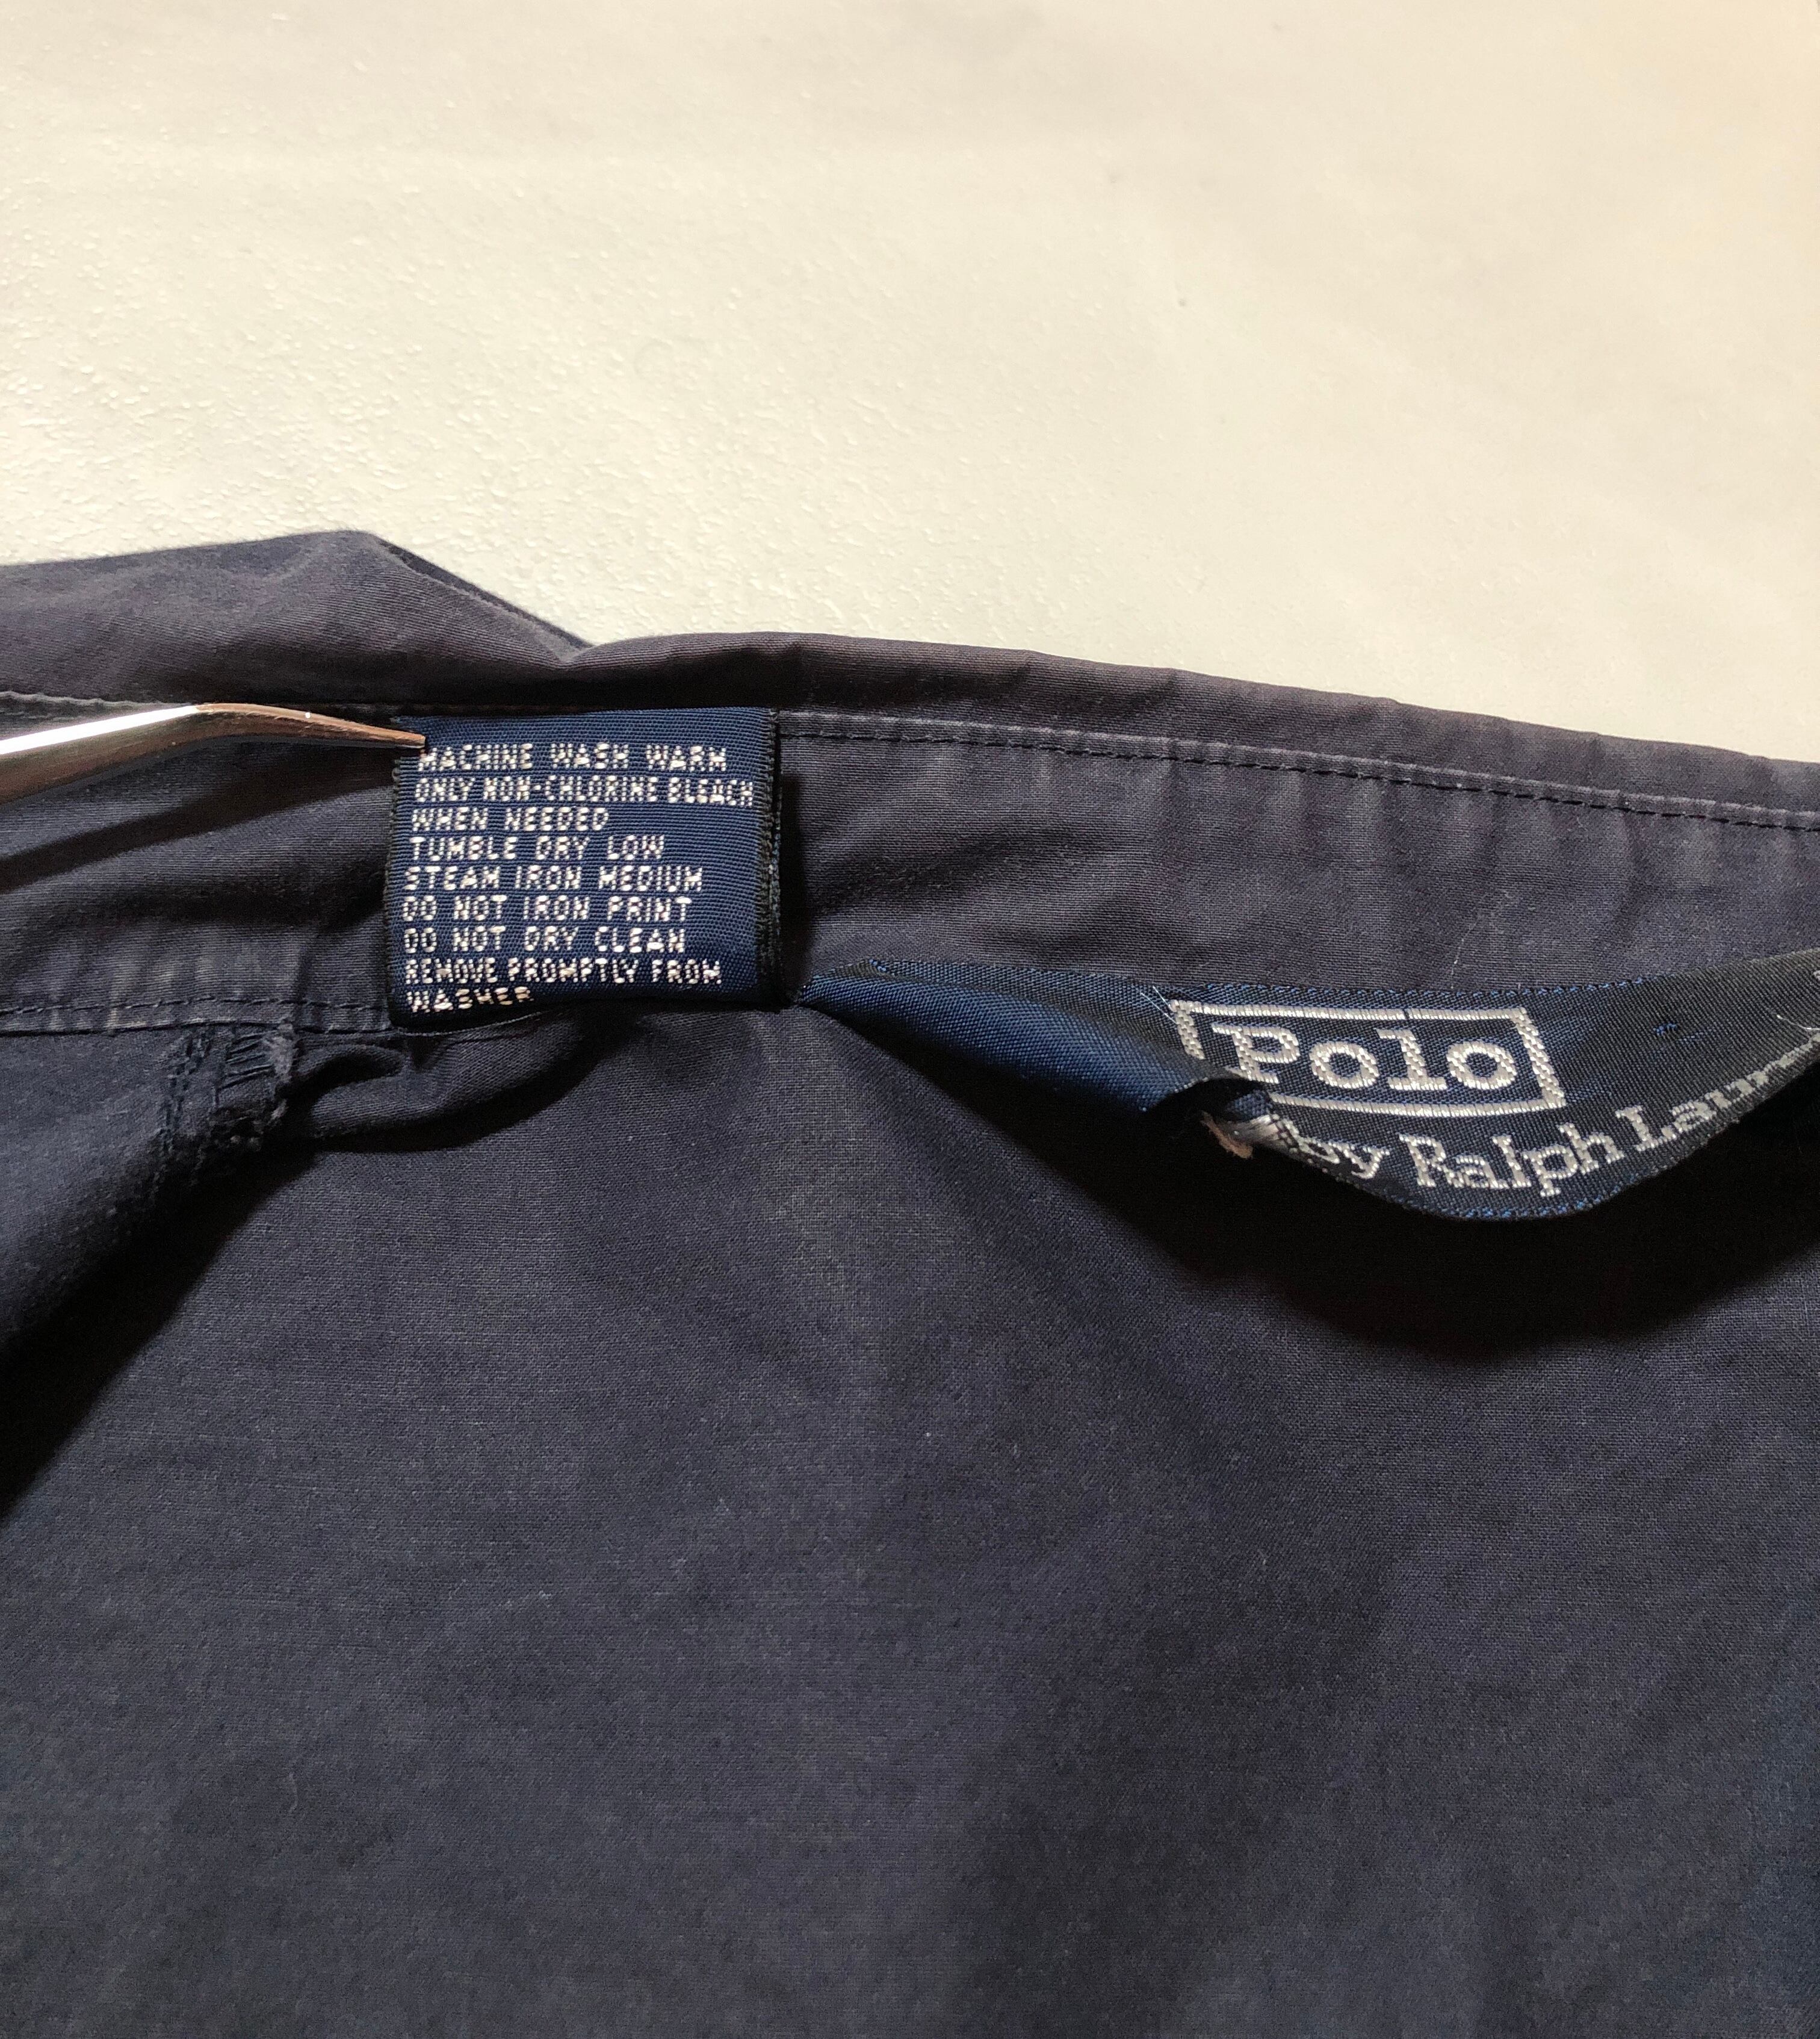 MACHINE WASH WARM
ONLY NON-CHLORINE BLEACH
WHEN NEEDED
TUMBLE DRY LOW
STEAM IRON MEDIUM
DO NOT IRON PRINT
DO NOT DRY CLEAN
REMOVE PROMPTLY FROM
WASHER
Polo
by Ralph Lau